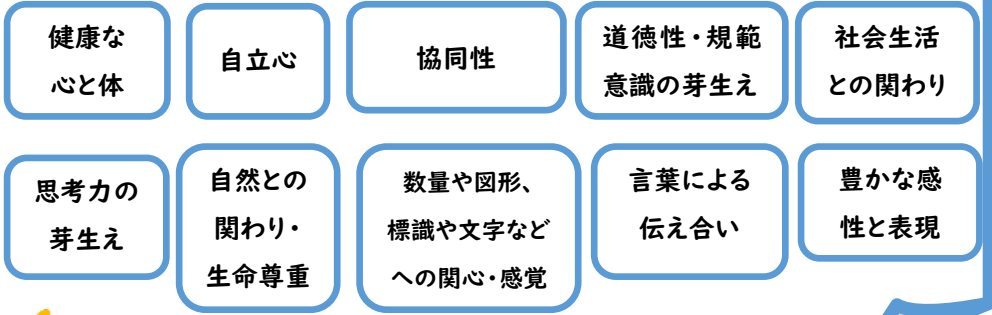 健康な
心と体
自立心
協同性
道徳性・規範
意識の芽生え
社会生活
との関わり
思考力の
芽生え
自然との
関わり・
生命尊重
数量や図形、
標識や文字など
への関心・感覚
言葉による
伝え合い
豊かな感
性と表現